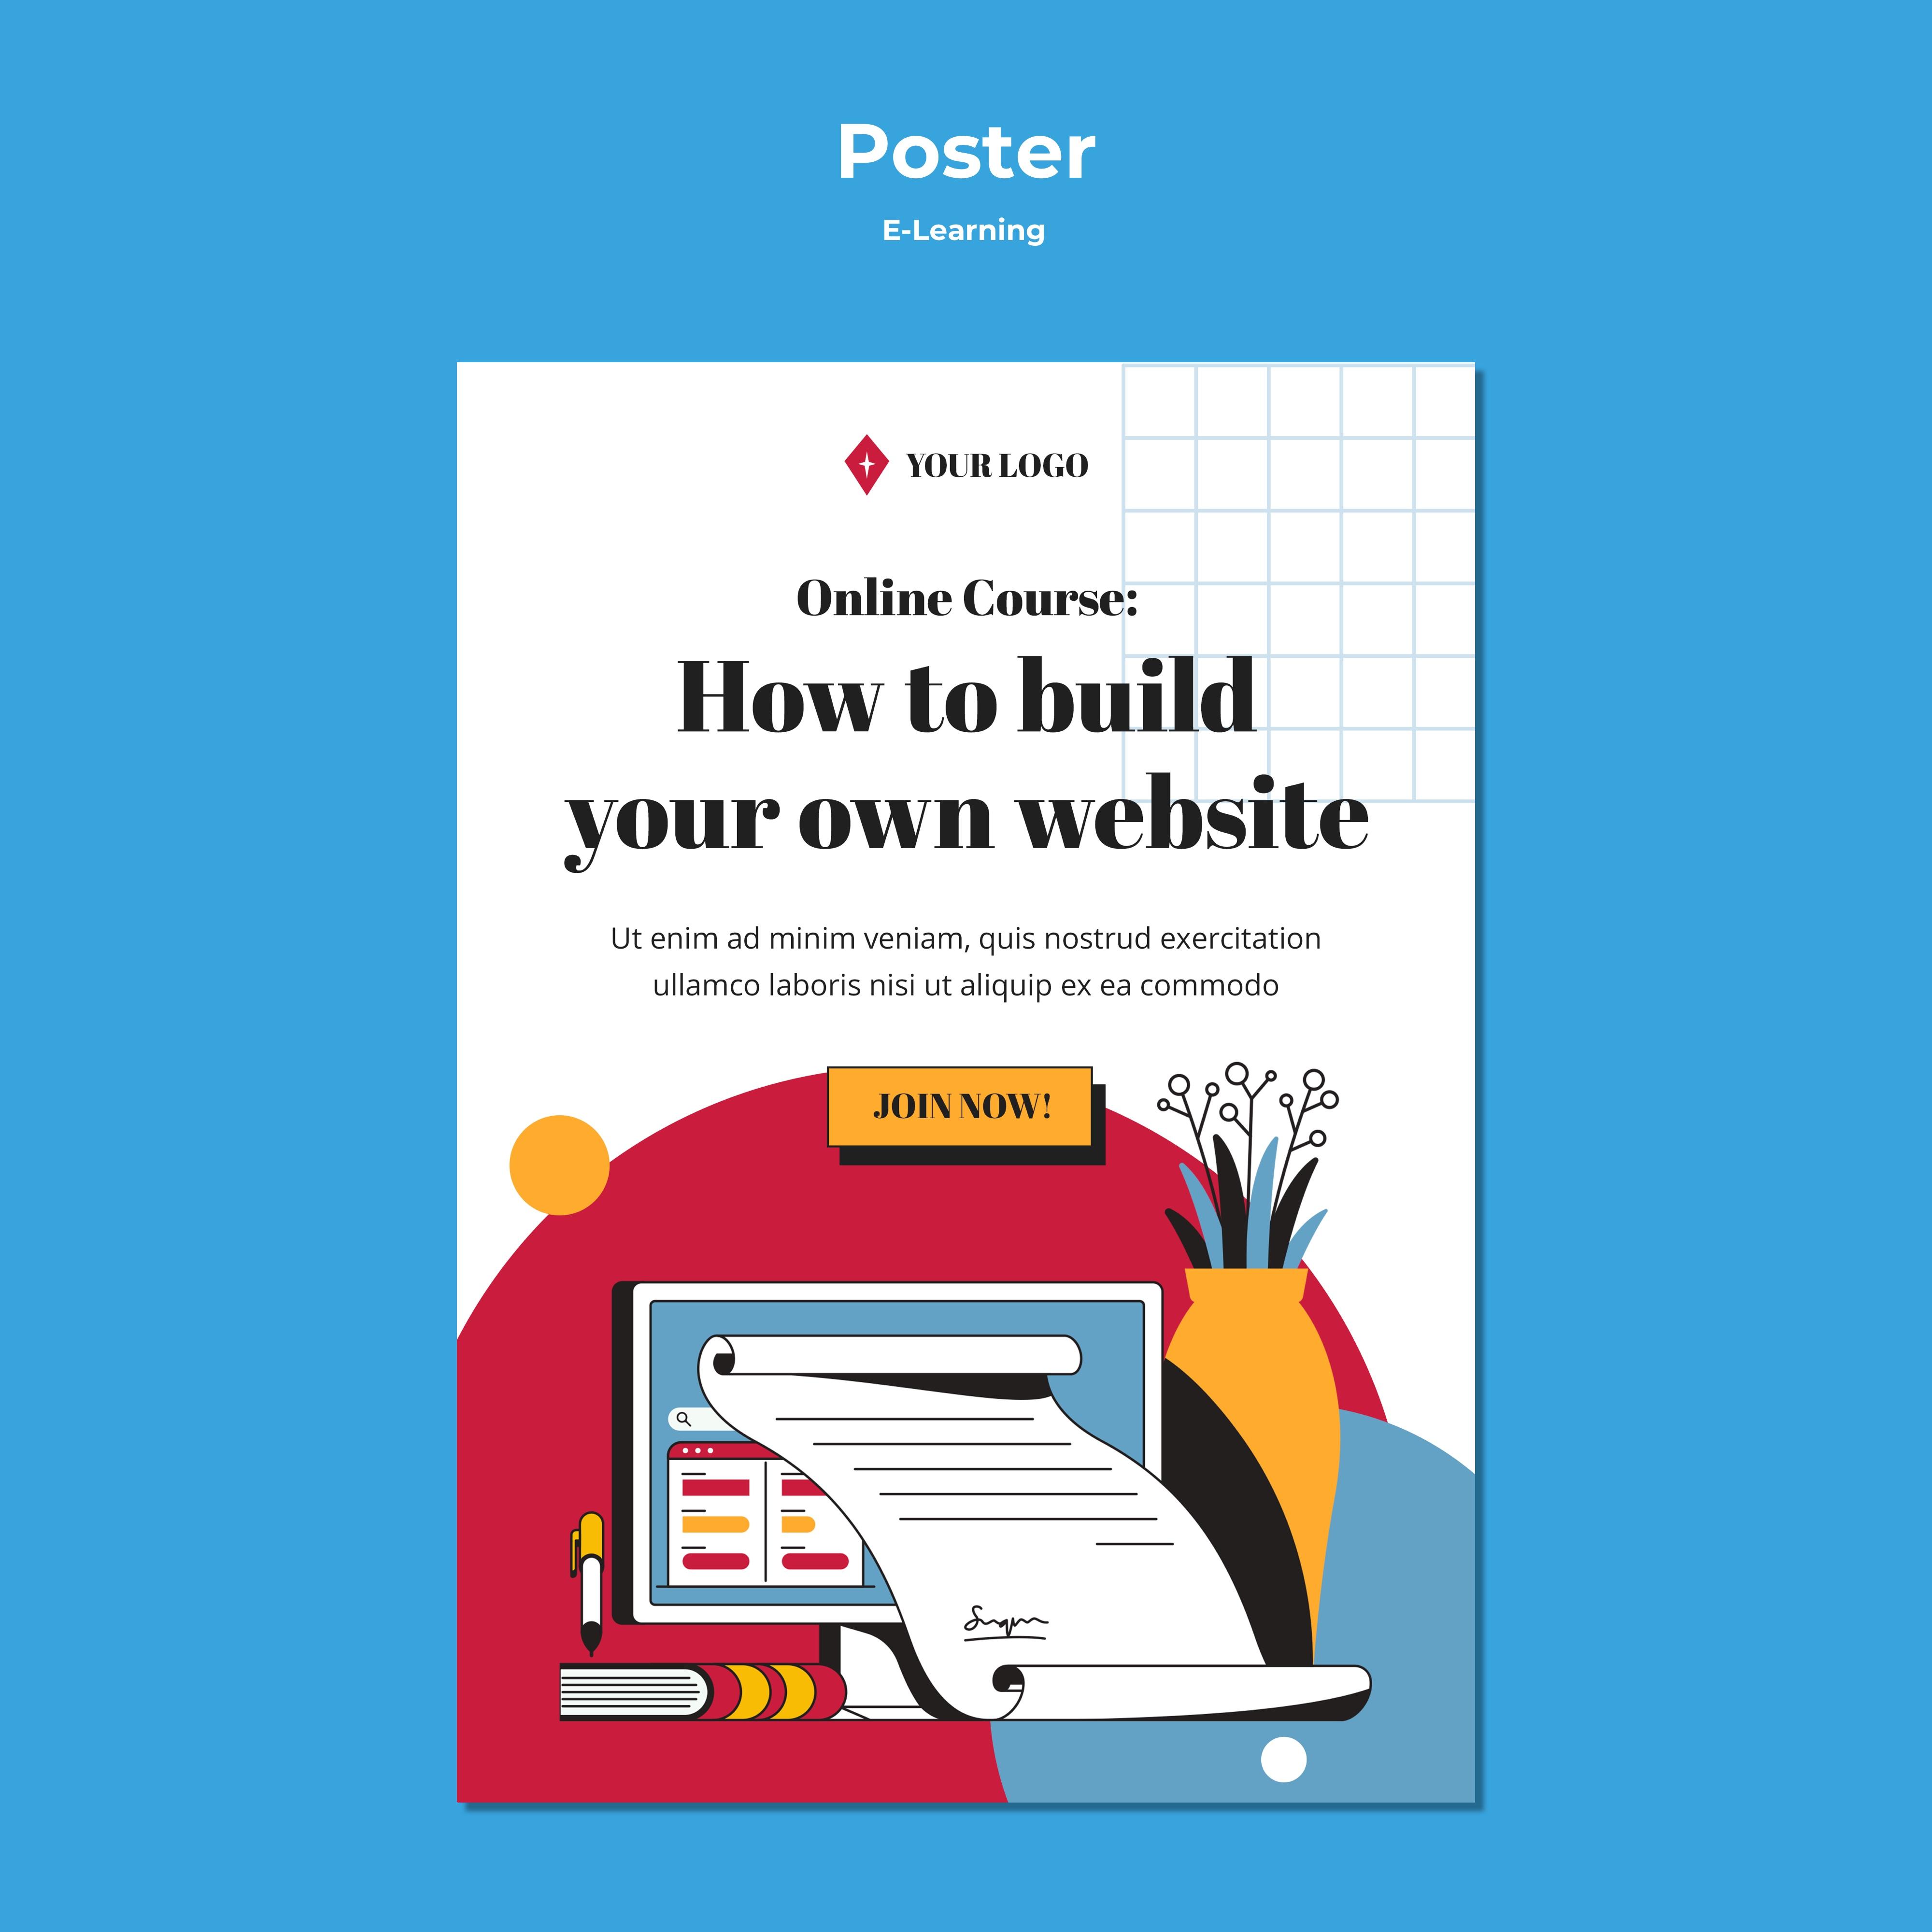 Poster
E-Learning
YOUR LOGO
Online Course:
How to build
your own website
Ut enim ad minim veniam, quis nostrud exercitation
ullamco laboris nisi ut aliquip ex ea commodo
JOIN NOW!